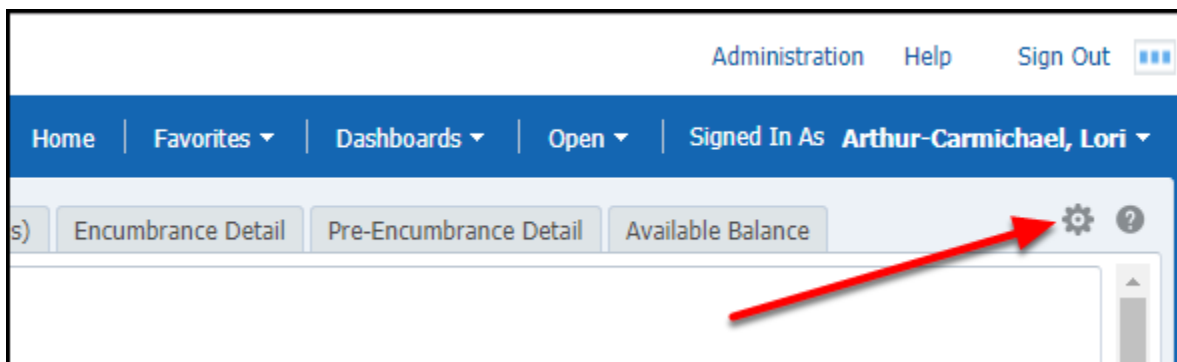 Administration Help Sign Out
Home Favorites Dashboards Open Signed In As Arthur-Carmichael, Lori
s) Encumbrance Detail Pre-Encumbrance Detail Available Balance ?